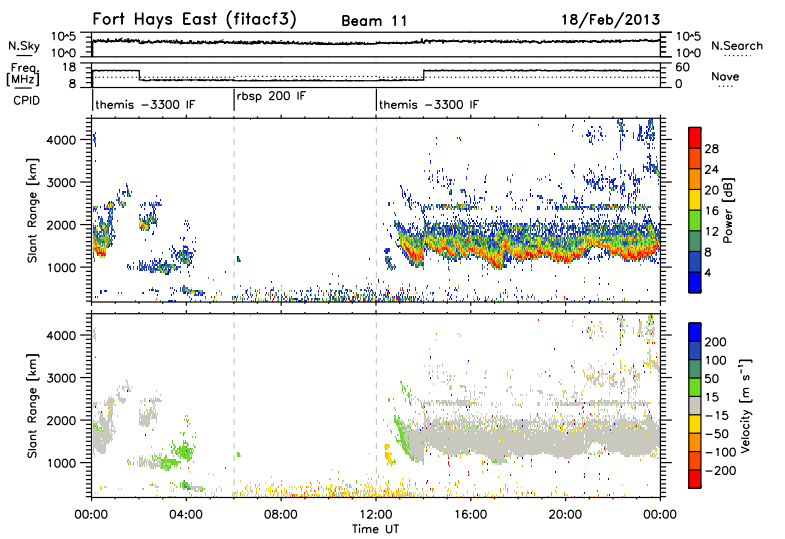 Fort Hays East (fitacf3) Beam 11 18/Feb/2013
N.Sky 10^5 10^0 10^5 10^0 N.Search
Freq. [MHz] 18 8 60 0 Nave
CPID themis -3300 IF rbsp 200 IF themis -3300 IF
Slant Range [km] 4000 3000 2000 1000
Power [dB] 28 24 20 16 12 8 4
Slant Range [km] 4000 3000 2000 1000
Velocity [m s⁻¹] 200 100 50 15 -15 -50 -100 -200
00:00 04:00 08:00 12:00 16:00 20:00 00:00
Time UT